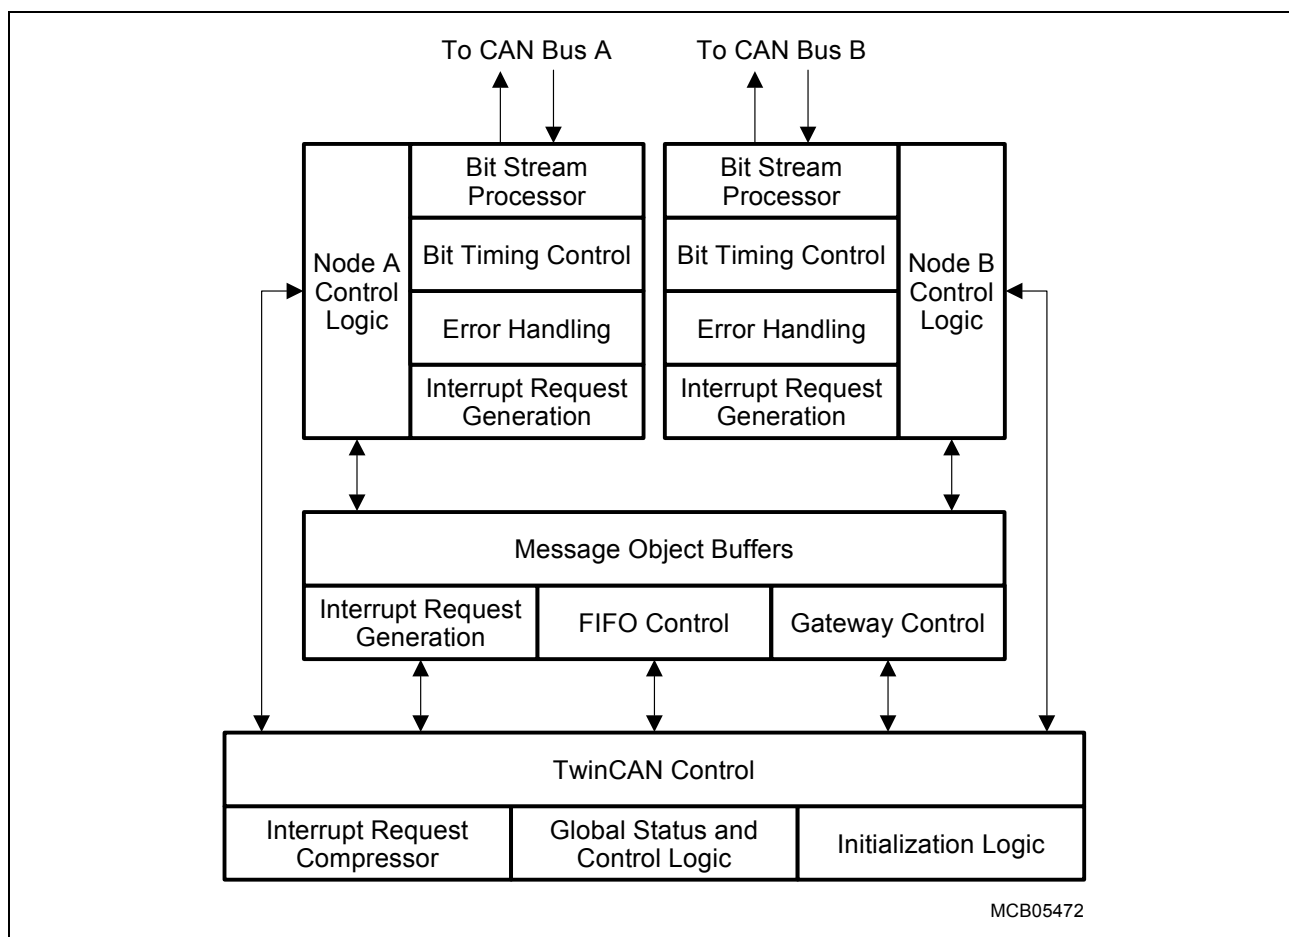 To CAN Bus A
To CAN Bus B
Node A
Control
Logic
Bit Stream
Processor
Bit Timing Control
Error Handling
Interrupt Request
Generation
Bit Stream
Processor
Bit Timing Control
Error Handling
Interrupt Request
Generation
Node B
Control
Logic
Message Object Buffers
Interrupt Request
Generation
FIFO Control
Gateway Control
TwinCAN Control
Interrupt Request
Compressor
Global Status and
Control Logic
Initialization Logic
MCB05472